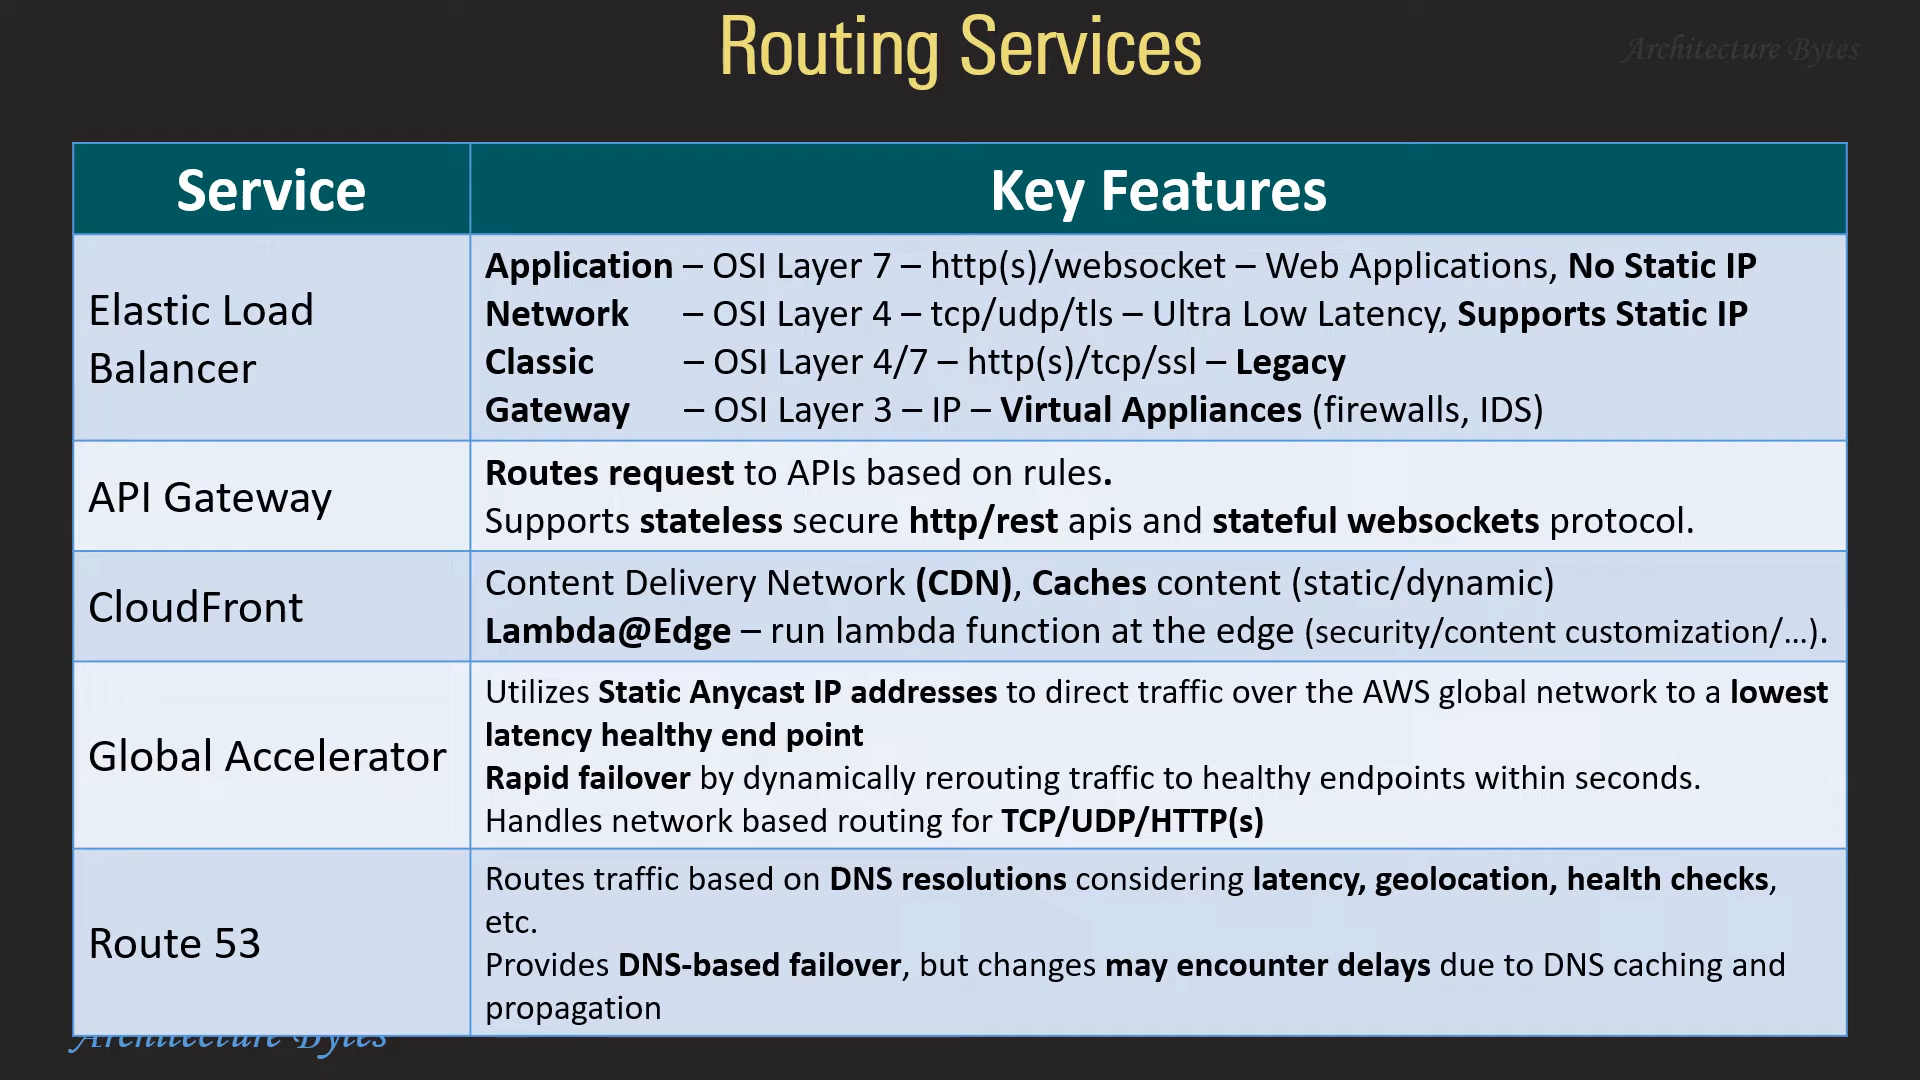 Routing Services
Architecture Bytes
Service
Key Features
Elastic Load
Balancer
Application – OSI Layer 7 – http(s)/websocket – Web Applications, No Static IP
Network – OSI Layer 4 – tcp/udp/tls – Ultra Low Latency, Supports Static IP
Classic – OSI Layer 4/7 – http(s)/tcp/ssl – Legacy
Gateway – OSI Layer 3 – IP – Virtual Appliances (firewalls, IDS)
API Gateway
Routes request to APIs based on rules.
Supports stateless secure http/rest apis and stateful websockets protocol.
CloudFront
Content Delivery Network (CDN), Caches content (static/dynamic)
Lambda@Edge – run lambda function at the edge (security/content customization/...).
Global Accelerator
Utilizes Static Anycast IP addresses to direct traffic over the AWS global network to a lowest
latency healthy end point
Rapid failover by dynamically rerouting traffic to healthy endpoints within seconds.
Handles network based routing for TCP/UDP/HTTP(s)
Route 53
Routes traffic based on DNS resolutions considering latency, geolocation, health checks,
etc.
Provides DNS-based failover, but changes may encounter delays due to DNS caching and
propagation
Architecture Bytes